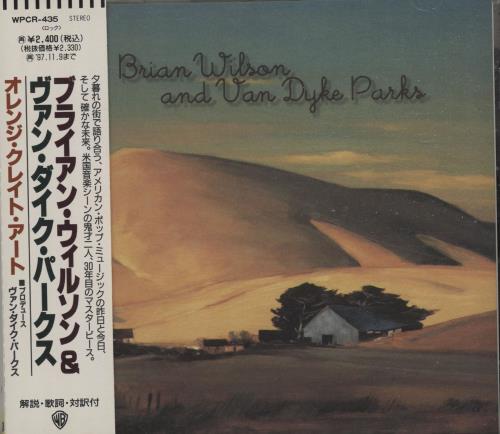 WPCR-435 STEREO
〈ロック〉
¥2,400(税込)
(税抜価格¥2,330)
'97.11.9まで
夕暮れの街で語り合う、アメリカン・ポップ・ミュージックの昨日と今日、
そして確かな未来。米国音楽シーンの鬼才二人、30年目のマスターピース。
ブライアン・ウィルソン&
ヴァン・ダイク・パークス
オレンジ・クレイト・アート
■プロデュース
ヴァン・ダイク・パークス
解説・歌詞・対訳付
Brian Wilson
and Van Dyke Parks